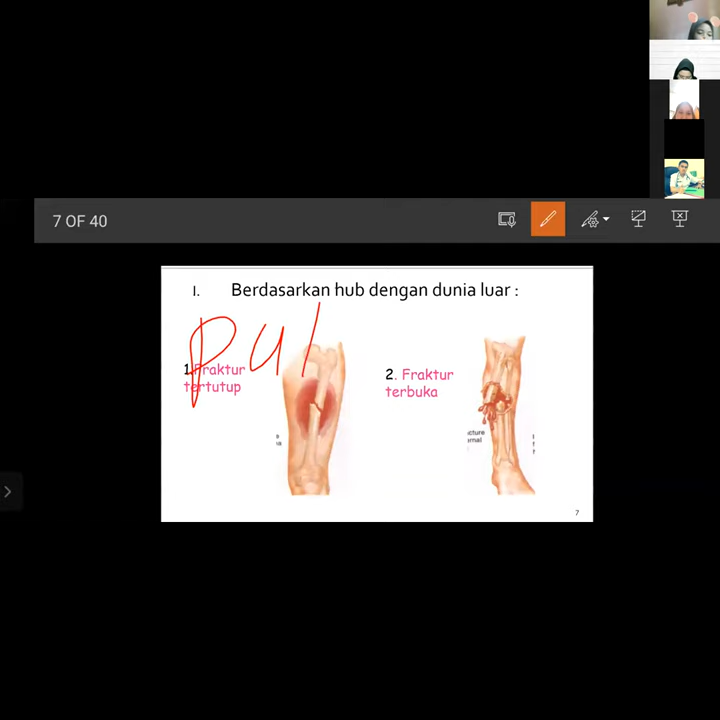 7 OF 40
I. Berdasarkan hub dengan dunia luar :
1. Fraktur
tertutup
2. Fraktur
terbuka
7